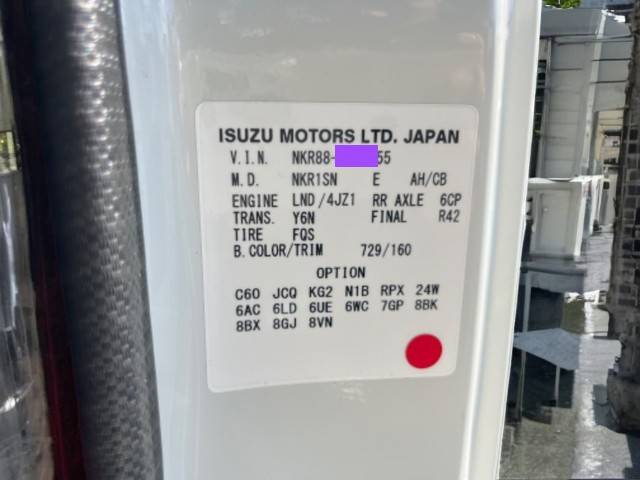 ISUZU MOTORS LTD. JAPAN
V.I.N. NKR88- 55
M.D. NKR1SN E AH/CB
ENGINE LND/4JZ1 RR AXLE 6CP
TRANS. Y6N FINAL R42
TIRE FQS
B.COLOR/TRIM 729/160
OPTION
C60 JCQ KG2 N1B RPX 24W
6AC 6LD 6UE 6WC 7GP 8BK
8BX 8GJ 8VN